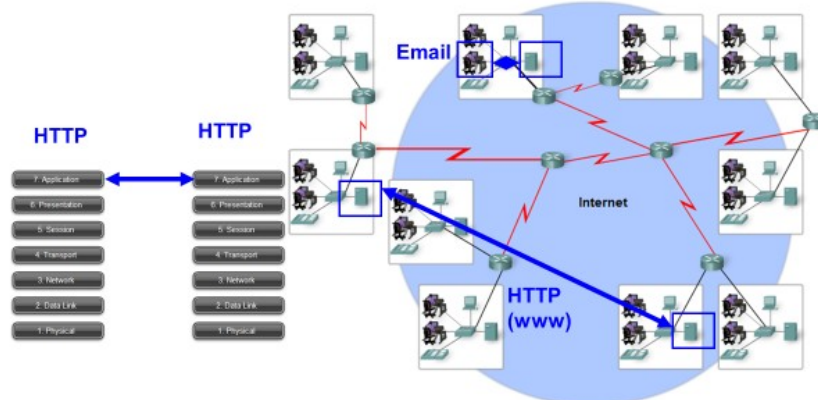 Email
HTTP
HTTP
7. Application
7. Application
6. Presentation
6. Presentation
5. Session
5. Session
4. Transport
4. Transport
3. Network
3. Network
2. Data Link
2. Data Link
1. Physical
1. Physical
Internet
HTTP
(www)